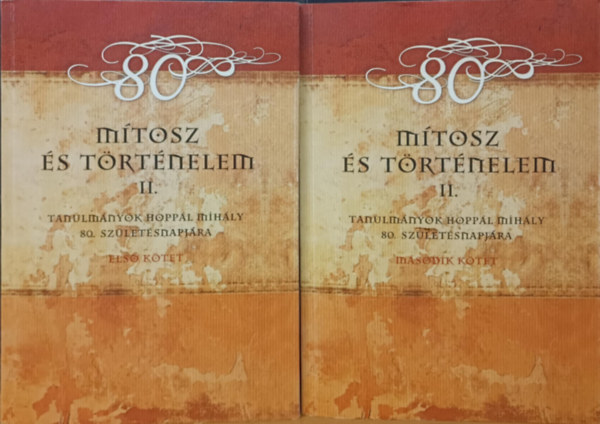 80
MÍTOSZ
ÉS TÖRTÉNELEM
II.
TANULMÁNYOK HOPPÁL MIHÁLY
80. SZÜLETÉSNAPJÁRA
ELSŐ KÖTET
80
MÍTOSZ
ÉS TÖRTÉNELEM
II.
TANULMÁNYOK HOPPÁL MIHÁLY
80. SZÜLETÉSNAPJÁRA
MÁSODIK KÖTET